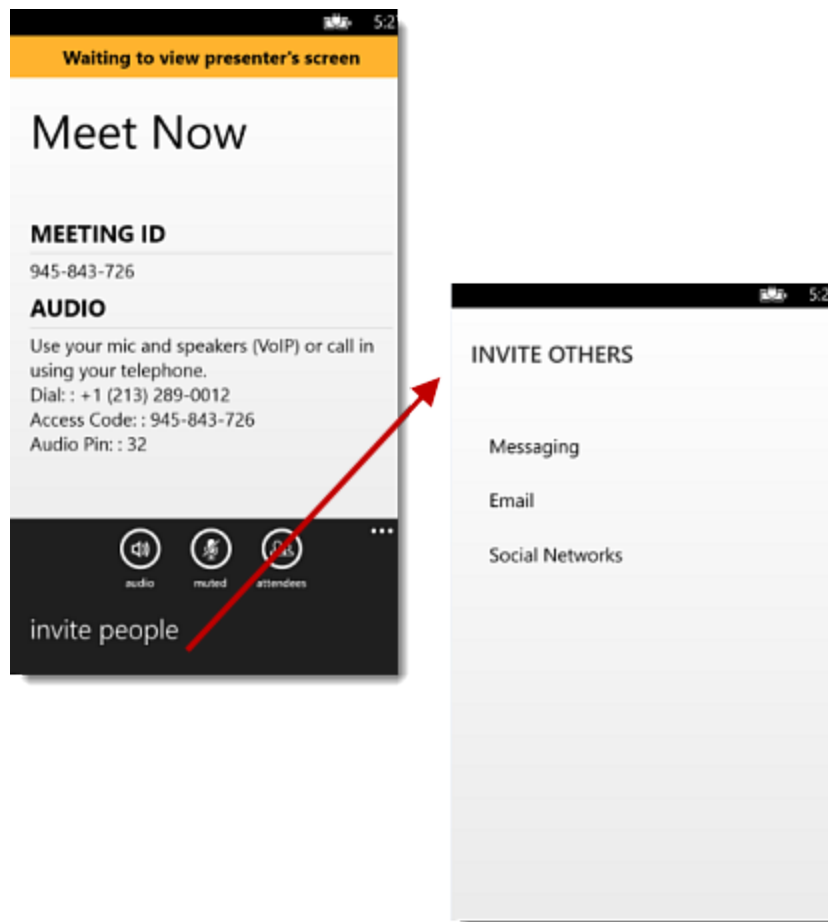 5:2
Waiting to view presenter's screen
Meet Now
MEETING ID
945-843-726
AUDIO
Use your mic and speakers (VoIP) or call in
using your telephone.
Dial: : +1 (213) 289-0012
Access Code: : 945-843-726
Audio Pin: : 32
audio
muted
attendees
invite people
5:2
INVITE OTHERS
Messaging
Email
Social Networks